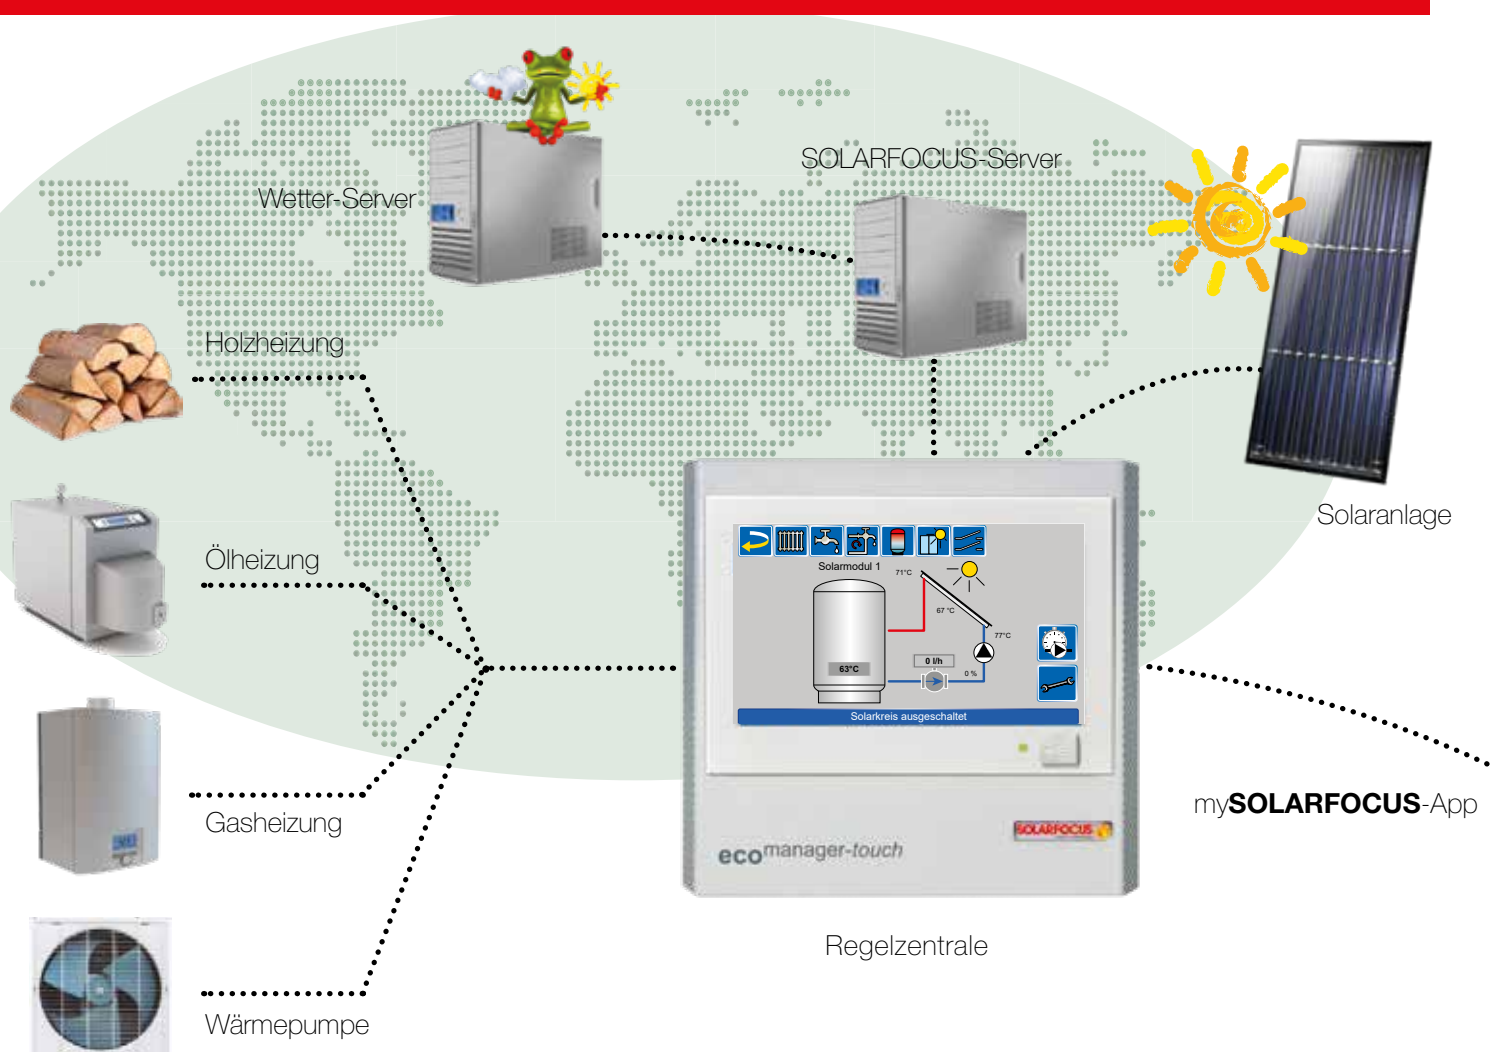 Wetter-Server
SOLARFOCUS-Server
Holzheizung
Solaranlage
Ölheizung
Solarmodul 1
71°C
67 °C
77°C
63°C
0 l/h
0 %
Solarkreis ausgeschaltet
mySOLARFOCUS-App
Gasheizung
SOLARFOCUS
ecomanager-touch
Regelzentrale
Wärmepumpe